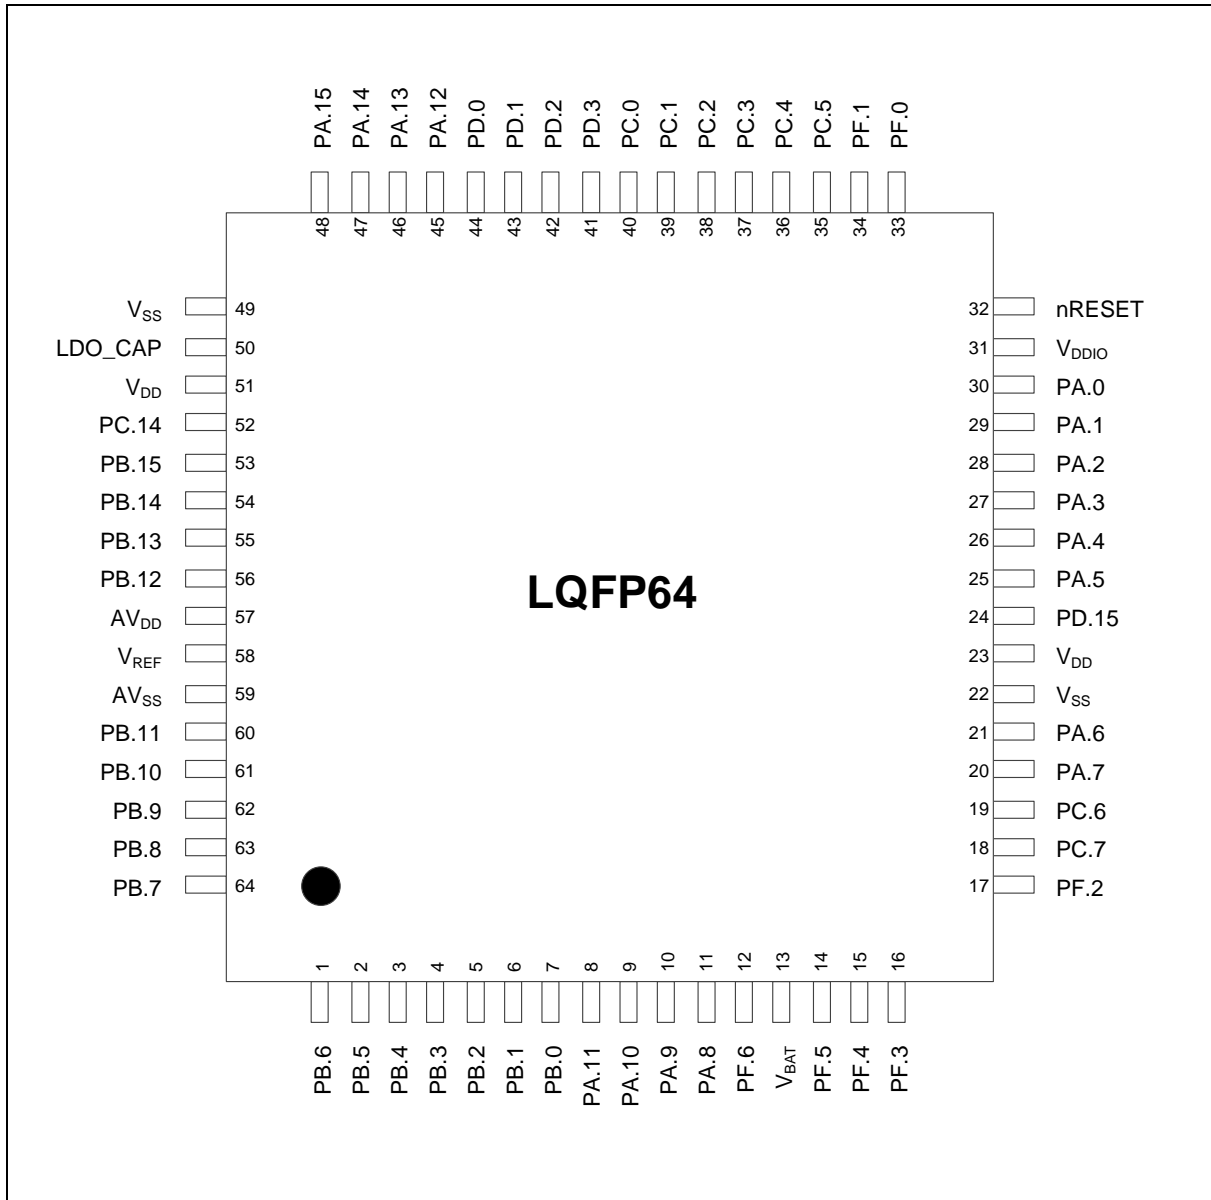 PA.15 PA.14 PA.13 PA.12 PD.0 PD.1 PD.2 PD.3 PC.0 PC.1 PC.2 PC.3 PC.4 PC.5 PF.1 PF.0
48 47 46 45 44 43 42 41 40 39 38 37 36 35 34 33
VSS 49 32 nRESET
LDO_CAP 50 31 VDDIO
VDD 51 30 PA.0
PC.14 52 29 PA.1
PB.15 53 28 PA.2
PB.14 54 27 PA.3
PB.13 55 26 PA.4
PB.12 56 25 PA.5
LQFP64
AVDD 57 24 PD.15
VREF 58 23 VDD
AVSS 59 22 VSS
PB.11 60 21 PA.6
PB.10 61 20 PA.7
PB.9 62 19 PC.6
PB.8 63 18 PC.7
PB.7 64 17 PF.2
1 2 3 4 5 6 7 8 9 10 11 12 13 14 15 16
PB.6 PB.5 PB.4 PB.3 PB.2 PB.1 PB.0 PA.11 PA.10 PA.9 PA.8 PF.6 VBAT PF.5 PF.4 PF.3